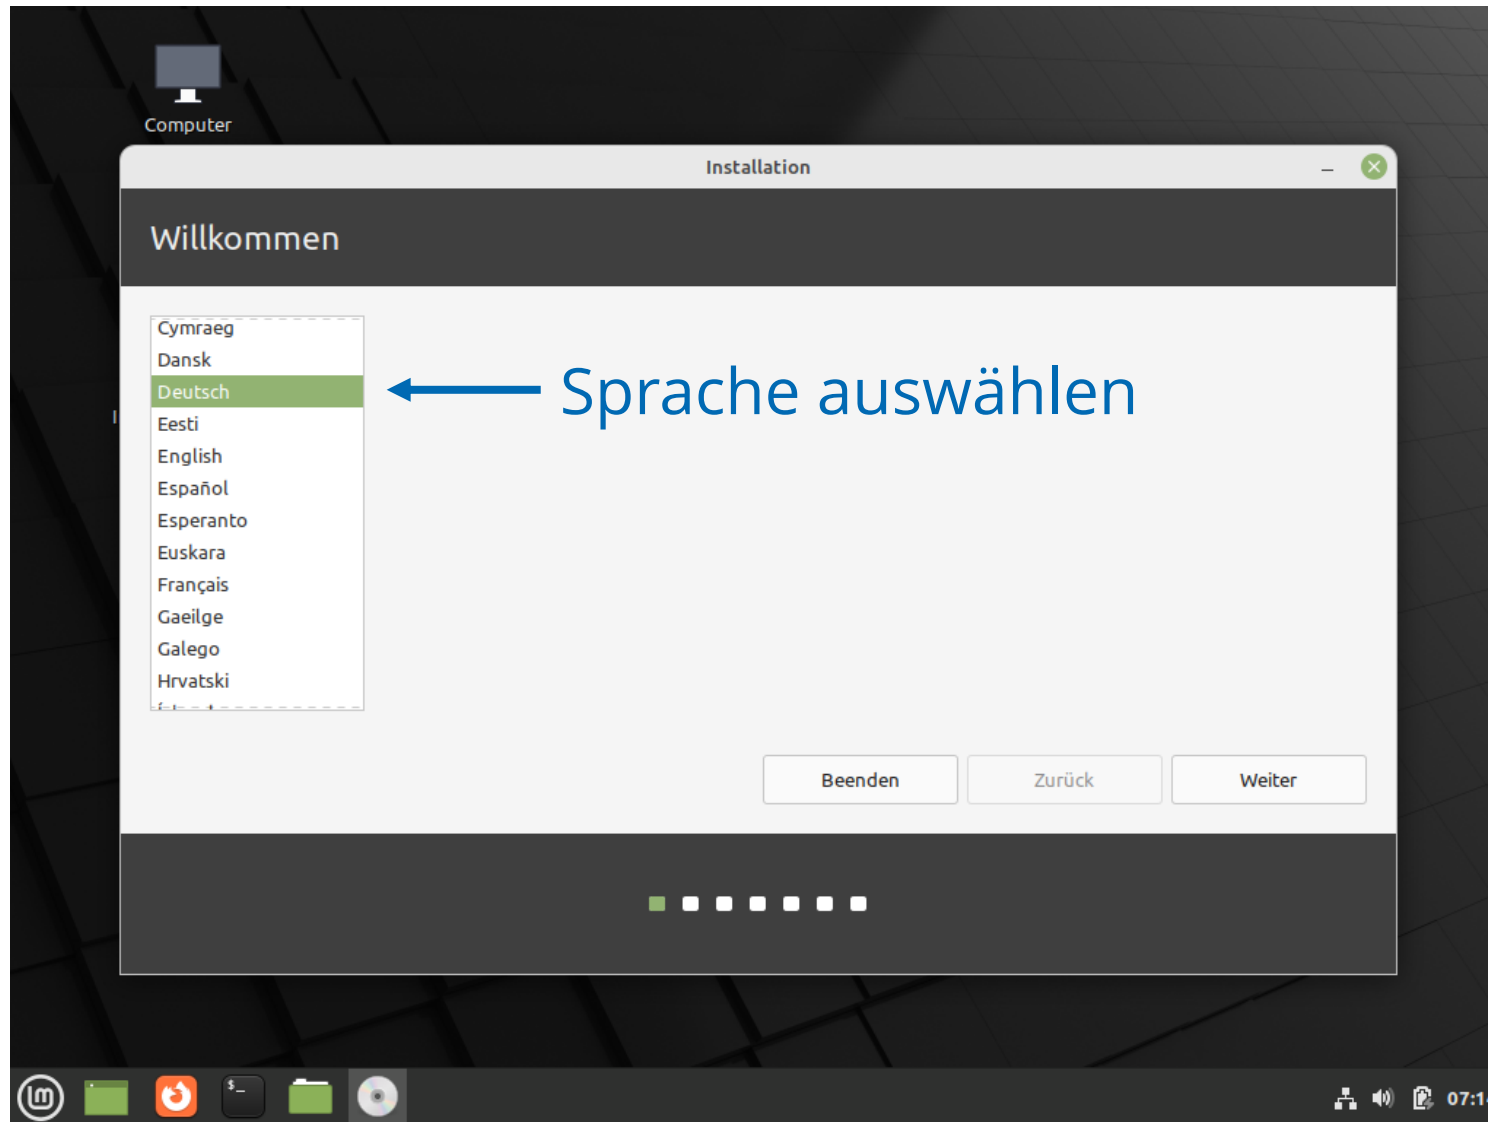 Computer
Installation
Willkommen
Cymraeg
Dansk
Deutsch
Sprache auswählen
Eesti
English
Español
Esperanto
Euskara
Français
Gaeilge
Galego
Hrvatski
Beenden Zurück Weiter
$_